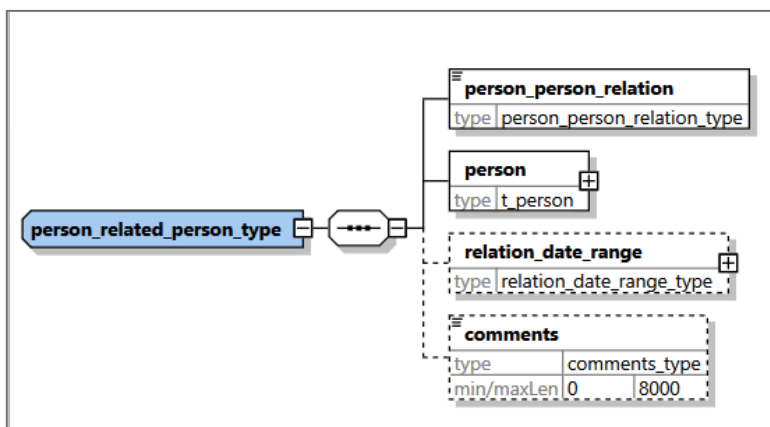 person_person_relation
type person_person_relation_type
person
type t_person
person_related_person_type
relation_date_range
type relation_date_range_type
comments
type comments_type
min/maxLen 0 8000